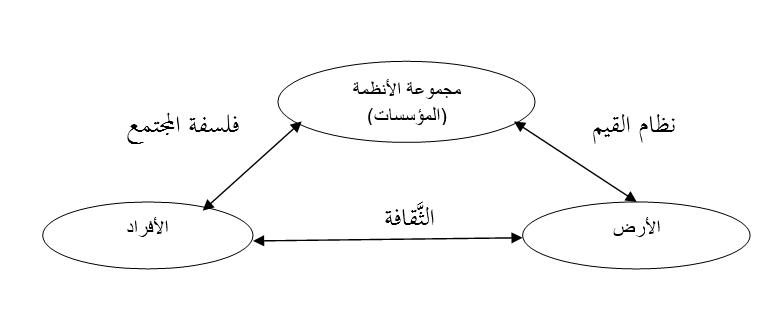 مجموعة الأنظمة
(المؤسسات)
نظام القيم
فلسفة المجتمع
الثَّقافة
الأرض
الأفراد